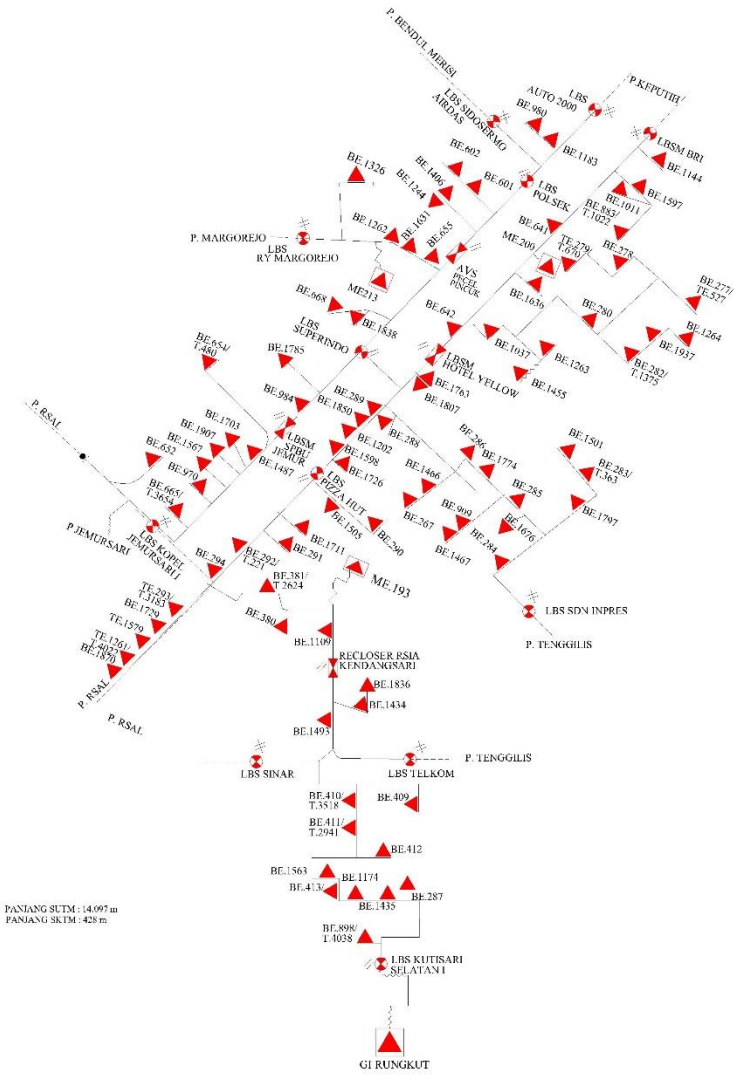 P. BENDUL MERISI
LBS SIDOSERMO
AIRDAS
AUTO 2000
LBS
P.KEPUTIH/
BE.980
BE.1183
LBSM BRI
BE.1144
BE.602
BE.1406
BE.1244
BE.601
LBS
POLSEK
BE.1597
BE.1011
BE.883/
T.1022
BE.1326
BE.1262
BE.1631
BE.655
BE.641
ME.200
TE.279/
T.670
BE.278
P. MARGOREJO
LBS
RY MARGOREJO
AVS
PECEL
PINCUK
BE.277/
TE.527
ME213
BE.1636
BE.280
BE.668
BE.1838
BE.642
LBS
SUPERINDO
BE.1037
BE.1264
BE.1937
BE.282/
T.1375
BE.654/
T.480
BE.1785
LBSM
HOTEL YELLOW
BE.1263
BE.1455
BE.1763
BE.1807
BE.984
BE.289
BE.1850
BE.288
P. RSAL
BE.1703
BE.1907
BE.1567
BE.652
BE.970
BE.665/
T.3654
LBSM
SPBU
JEMUR
BE.1487
BE.1202
BE.1598
BE.1726
BE.286
BE.1774
BE.1501
BE.283/
T.363
BE.1466
BE.285
LBS
PIZZA HUT
BE.1797
BE.267
BE.909
BE.1676
BE.1467
BE.284
P JEMURSARI
LBS KOPEL
JEMURSARI I
BE.1505
BE.290
BE.1711
BE.291
BE.292/
T.221
BE.294
BE.381/
T.2624
ME.193
TE.293/
T.3183
BE.1729
TE.1579
TE.1261/
T.4022
BE.1870
BE.380
BE.1109
LBS SDN INPRES
P. TENGGILIS
RECLOSER RSIA
KENDANGSARI
P. RSAL
P. RSAL
BE.1836
BE.1434
BE.1493
LBS SINAR
LBS TELKOM
P. TENGGILIS
BE.410/
T.3518
BE.409
BE.411/
T.2941
BE.412
BE.1563
BE.1174
BE.413/
BE.1435
BE.287
PANJANG SUTM : 14.097 m
PANJANG SKTM : 428 m
BE.898/
T.4038
LBS KUTISARI
SELATAN I
GI RUNGKUT